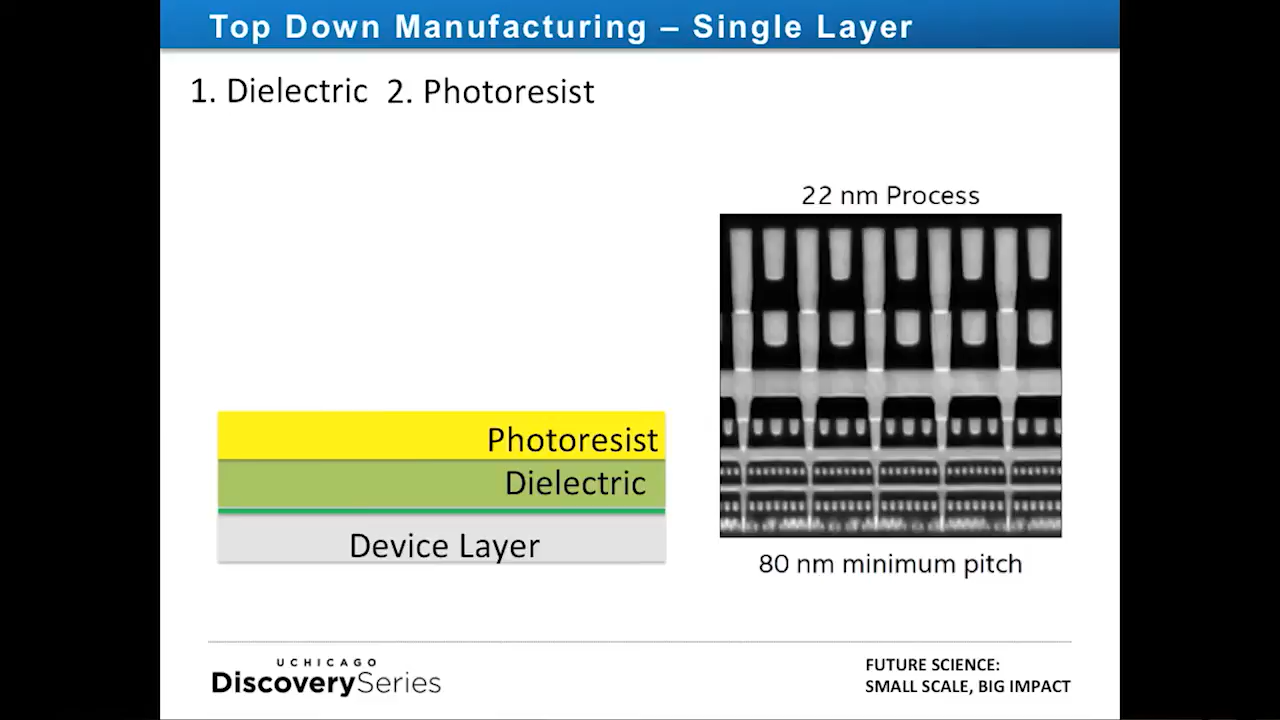 Top Down Manufacturing – Single Layer
1. Dielectric 2. Photoresist
22 nm Process
Photoresist
Dielectric
Device Layer
80 nm minimum pitch
UCHICAGO
DiscoverySeries
FUTURE SCIENCE:
SMALL SCALE, BIG IMPACT